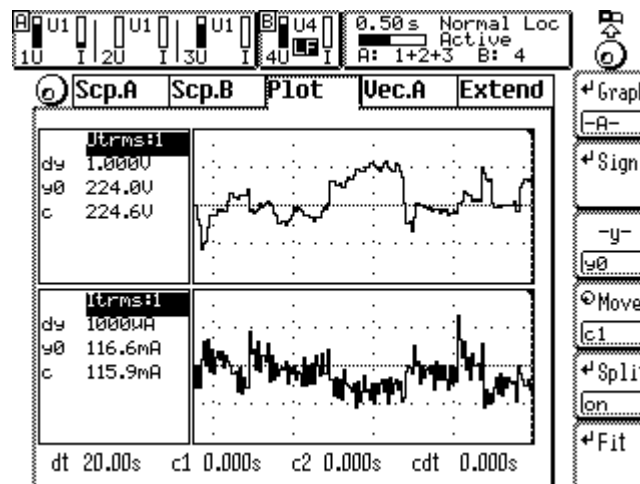 A U1 U1 U1 B U4 0.50s Normal Loc
LF Active
1U I 2U I 3U I 4U I A: 1+2+3 B: 4
Scp.A Scp.B Plot Vec.A Extend
Grap
-A-
Utrms:1
dy 1.000V
y0 224.0V
c 224.6V
Sign
-y-
y0
Itrms:1
dy 1000uA
y0 116.6mA
c 115.9mA
Move
c1
Split
on
Fit
dt 20.00s c1 0.000s c2 0.000s cdt 0.000s